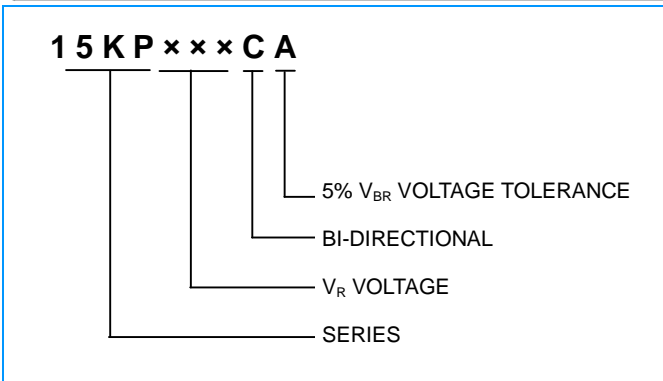 15KP×××CA
5% VBR VOLTAGE TOLERANCE
BI-DIRECTIONAL
VR VOLTAGE
SERIES